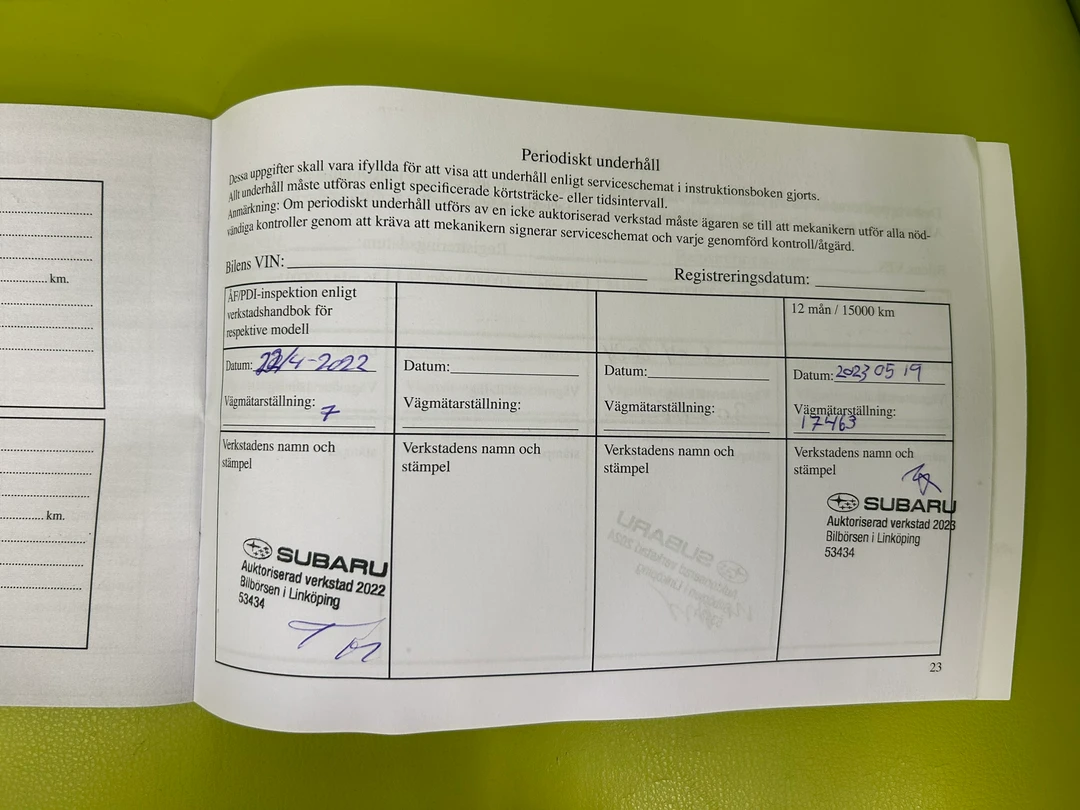 km.
km.
Periodiskt underhåll
Dessa uppgifter skall vara ifyllda för att visa att underhåll enligt serviceschemat i instruktionsboken gjorts.
Allt underhåll måste utföras enligt specificerade körtsträcke- eller tidsintervall.
Anmärkning: Om periodiskt underhåll utförs av en icke auktoriserad verkstad måste ägaren se till att mekanikern utför alla nöd-
vändiga kontroller genom att kräva att mekanikern signerar serviceschemat och varje genomförd kontroll/åtgärd.
Bilens VIN:
Registreringsdatum:
ÅF/PDI-inspektion enligt
verkstadshandbok för
respektive modell
Datum: 22/4-2022
Vägmätarställning:
7
Verkstadens namn och
stämpel
SUBARU
Auktoriserad verkstad 2022
Bilbörsen i Linköping
53434
Datum:
Vägmätarställning:
Verkstadens namn och
stämpel
Datum:
Vägmätarställning:
Verkstadens namn och
stämpel
SUBARU
Auktoriserad verkstad 2024
Bilbörsen i Linköping
12 mån / 15000 km
Datum: 2023 05 19
Vägmätarställning:
17463
Verkstadens namn och
stämpel
SUBARU
Auktoriserad verkstad 2023
Bilbörsen i Linköping
53434
23